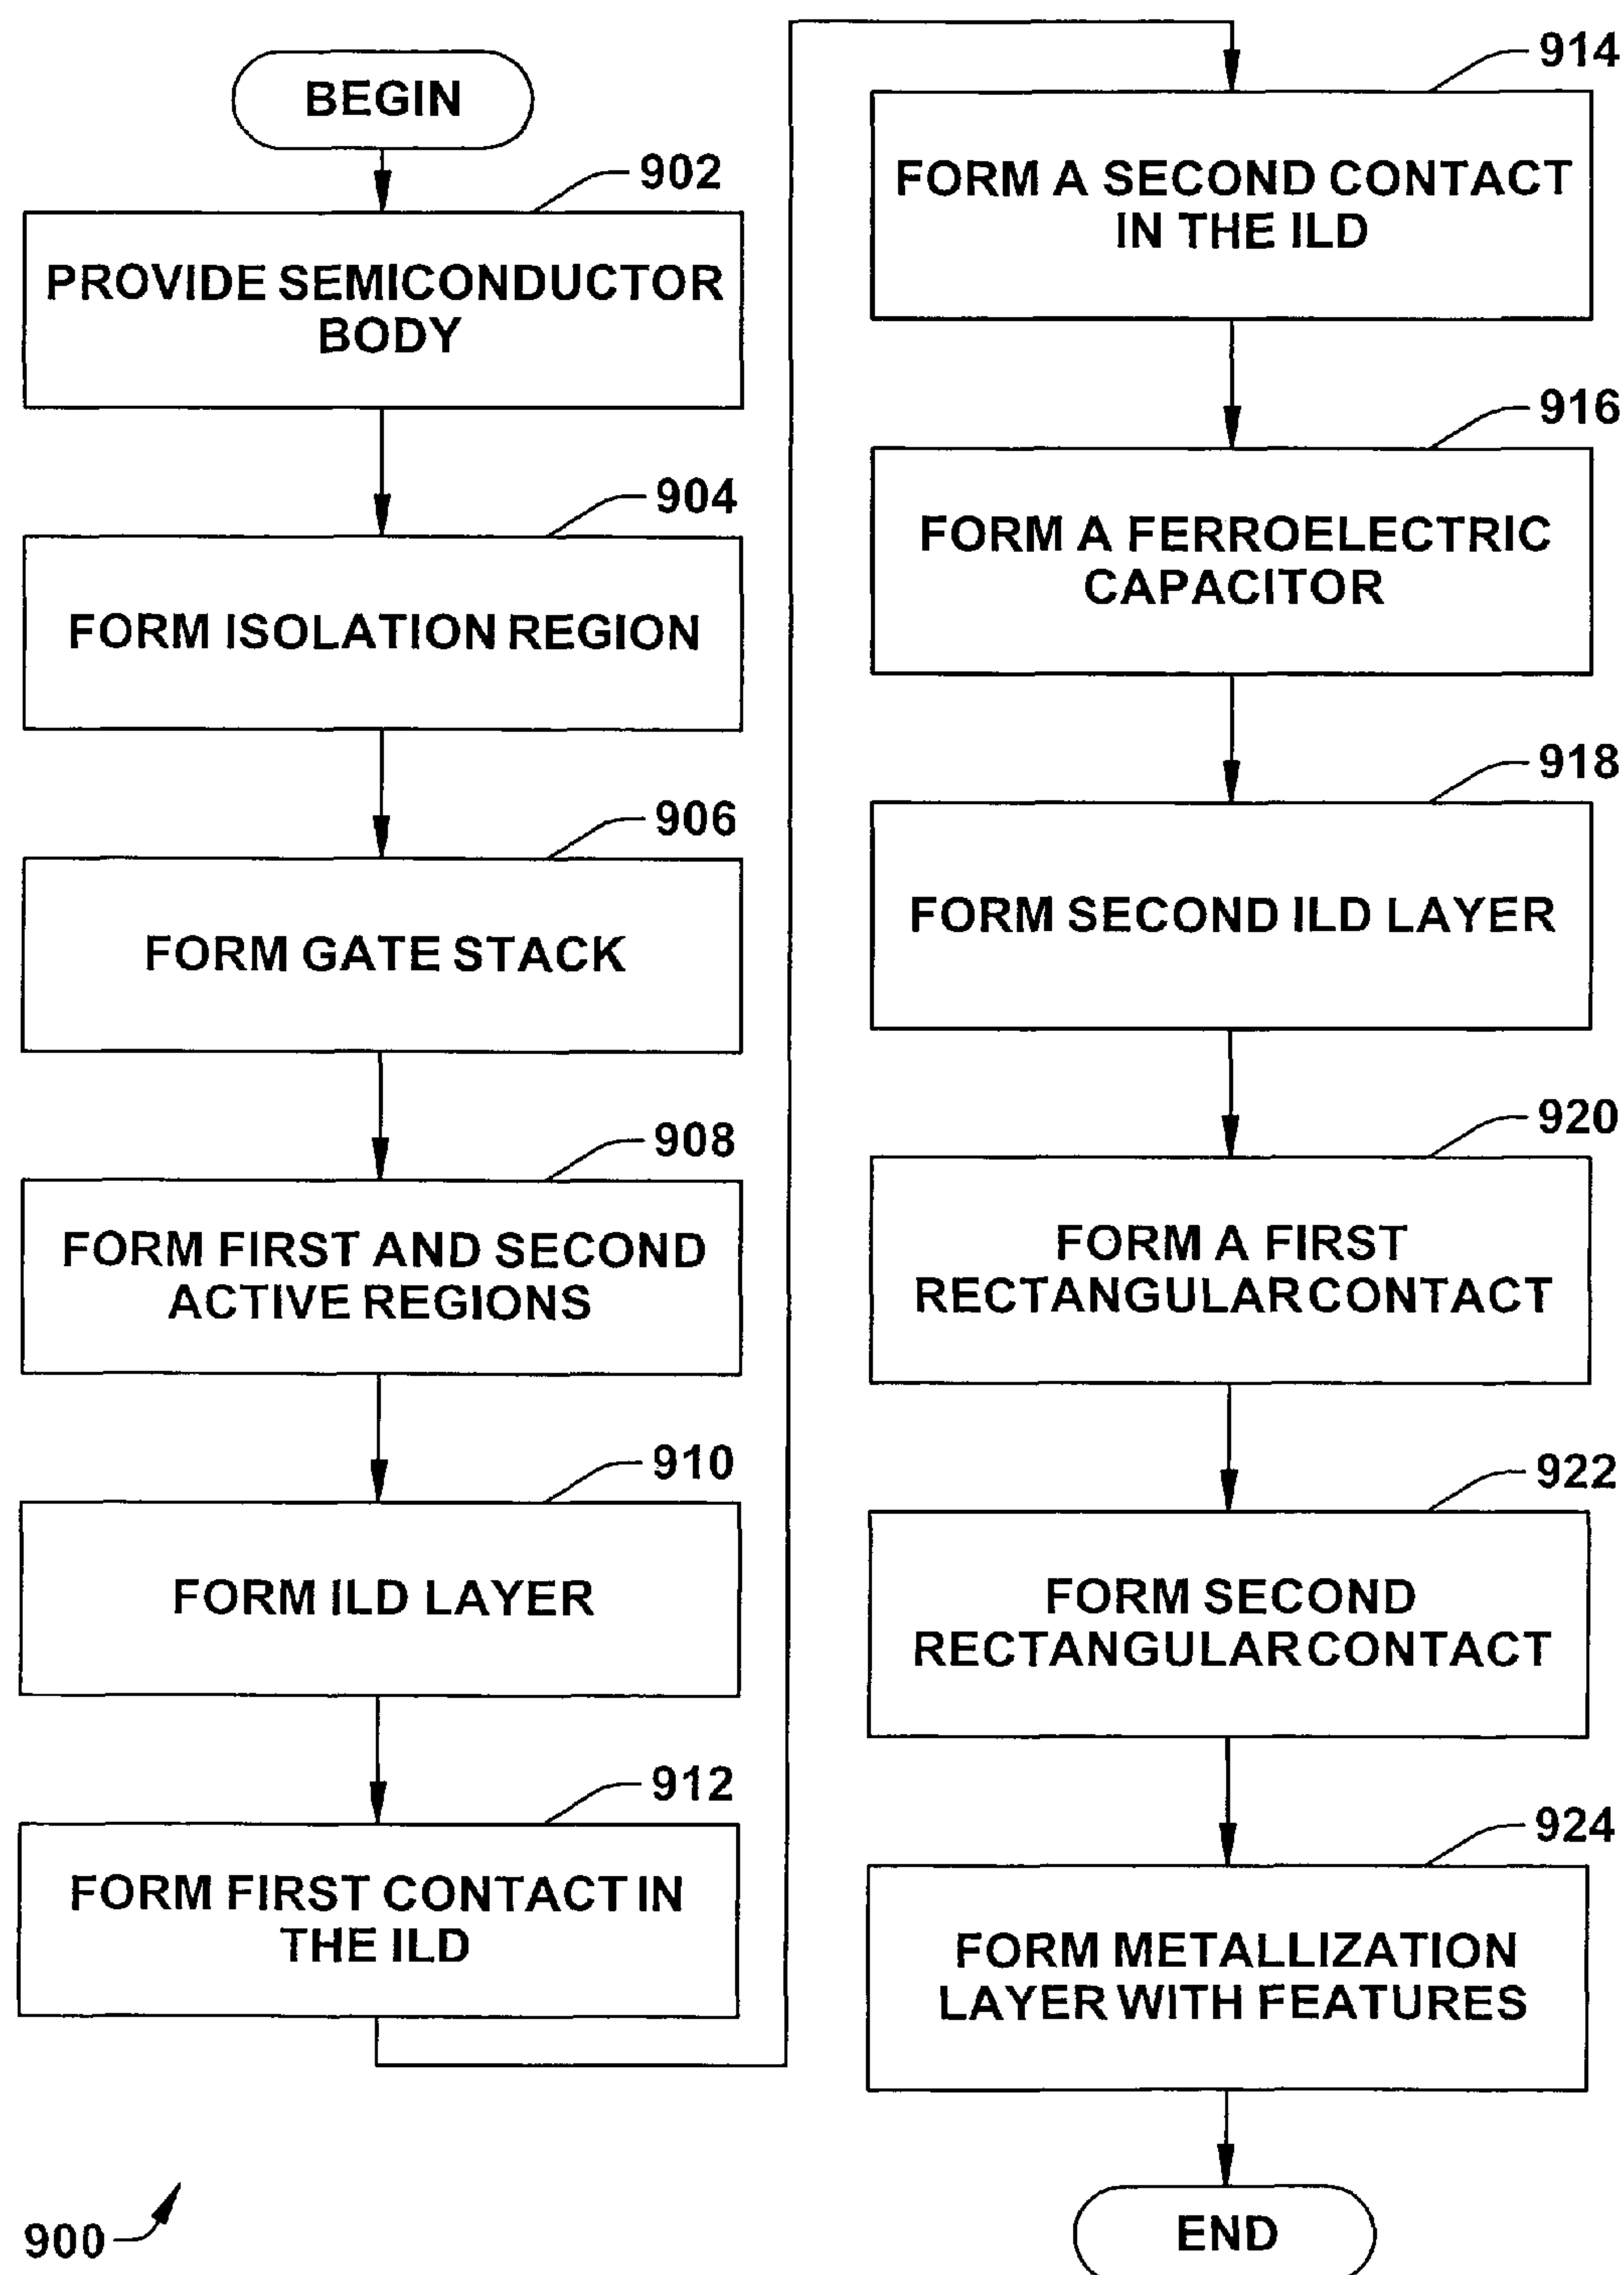 BEGIN
902
PROVIDE SEMICONDUCTOR
BODY
904
FORM ISOLATION REGION
906
FORM GATE STACK
908
FORM FIRST AND SECOND
ACTIVE REGIONS
910
FORM ILD LAYER
912
FORM FIRST CONTACT IN
THE ILD
914
FORM A SECOND CONTACT
IN THE ILD
916
FORM A FERROELECTRIC
CAPACITOR
918
FORM SECOND ILD LAYER
920
FORM A FIRST
RECTANGULAR CONTACT
922
FORM SECOND
RECTANGULAR CONTACT
924
FORM METALLIZATION
LAYER WITH FEATURES
END
900